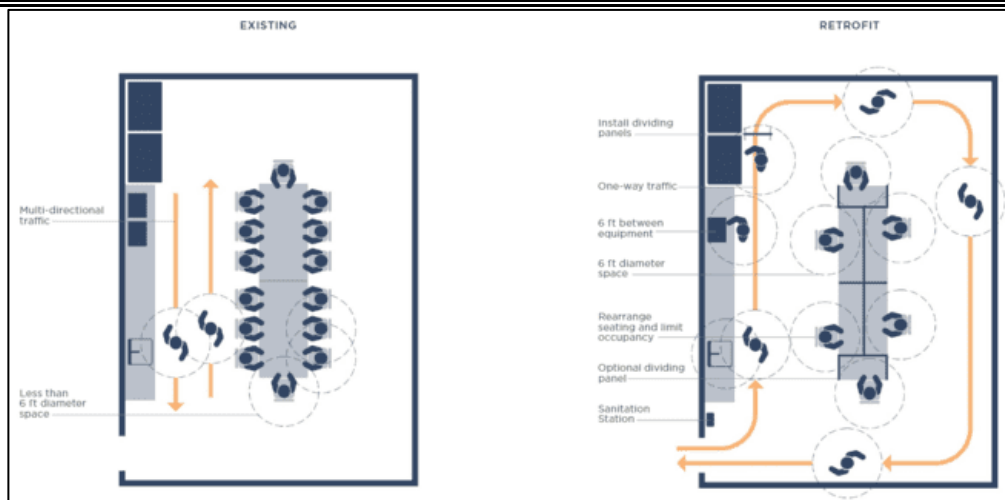 EXISTING
Multi-directional
traffic
Less than
6 ft diameter
space
RETROFIT
Install dividing
panels
One-way traffic
6 ft between
equipment
6 ft diameter
space
Rearrange
seating and limit
occupancy
Optional dividing
panel
Sanitation
Station